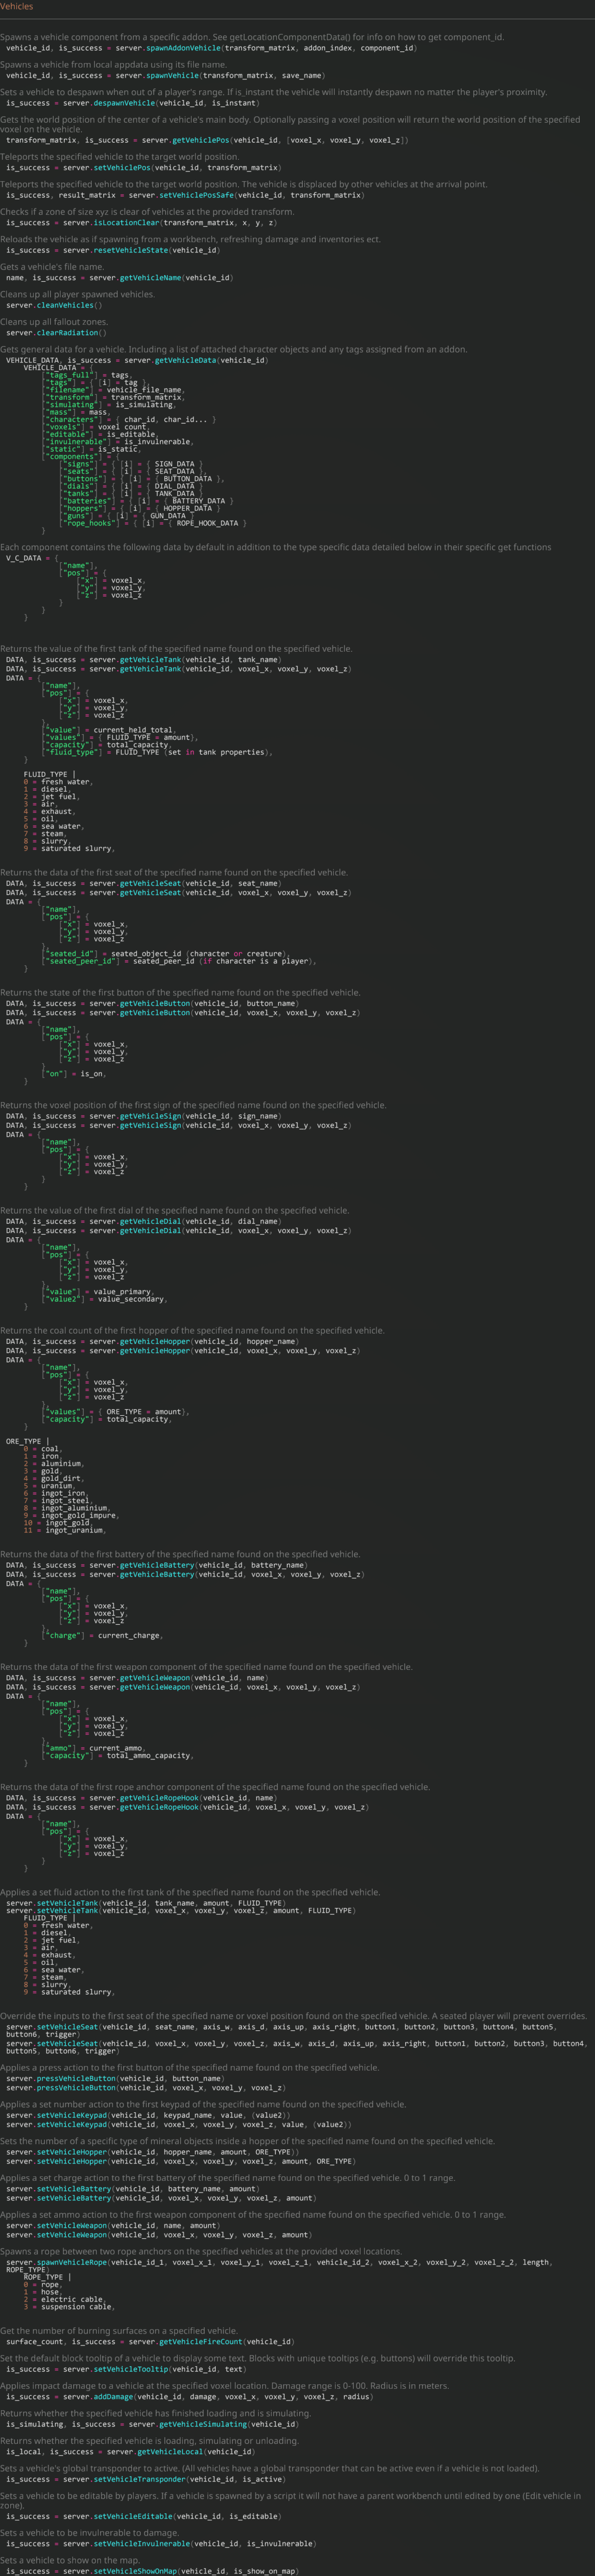 Vehicles
Spawns a vehicle component from a specific addon. See getLocationComponentData() for info on how to get component_id.
vehicle_id, is_success = server.spawnAddonVehicle(transform_matrix, addon_index, component_id)
Spawns a vehicle from local appdata using its file name.
vehicle_id, is_success = server.spawnVehicle(transform_matrix, save_name)
Sets a vehicle to despawn when out of a player's range. If is_instant the vehicle will instantly despawn no matter the player's proximity.
is_success = server.despawnVehicle(vehicle_id, is_instant)
Gets the world position of the center of a vehicle's main body. Optionally passing a voxel position will return the world position of the specified
voxel on the vehicle.
transform_matrix, is_success = server.getVehiclePos(vehicle_id, [voxel_x, voxel_y, voxel_z])
Teleports the specified vehicle to the target world position.
is_success = server.setVehiclePos(vehicle_id, transform_matrix)
Teleports the specified vehicle to the target world position. The vehicle is displaced by other vehicles at the arrival point.
is_success, result_matrix = server.setVehiclePosSafe(vehicle_id, transform_matrix)
Checks if a zone of size xyz is clear of vehicles at the provided transform.
is_success = server.isLocationClear(transform_matrix, x, y, z)
Reloads the vehicle as if spawning from a workbench, refreshing damage and inventories ect.
is_success = server.resetVehicleState(vehicle_id)
Gets a vehicle's file name.
name, is_success = server.getVehicleName(vehicle_id)
Cleans up all player spawned vehicles.
server.cleanVehicles()
Cleans up all fallout zones.
server.clearRadiation()
Gets general data for a vehicle. Including a list of attached character objects and any tags assigned from an addon.
VEHICLE_DATA, is_success = server.getVehicleData(vehicle_id)
VEHICLE_DATA = {
["tags_full"] = tags,
["tags"] = { [i] = tag },
["filename"] = vehicle_file_name,
["transform"] = transform_matrix,
["simulating"] = is_simulating,
["mass"] = mass,
["characters"] = { char_id, char_id... }
["voxels"] = voxel count,
["editable"] = is_editable,
["invulnerable"] = is_invulnerable,
["static"] = is_static,
["components"] = {
["signs"] = { [i] = { SIGN_DATA }
["seats"] = { [i] = { SEAT_DATA },
["buttons"] = { [i] = { BUTTON_DATA },
["dials"] = { [i] = { DIAL_DATA }
["tanks"] = { [i] = { TANK_DATA }
["batteries"] = { [i] = { BATTERY_DATA }
["hoppers"] = { [i] = { HOPPER_DATA }
["guns"] = { [i] = { GUN_DATA }
["rope_hooks"] = { [i] = { ROPE_HOOK_DATA }
}
Each component contains the following data by default in addition to the type specific data detailed below in their specific get functions
V_C_DATA = {
["name"],
["pos"] = {
["x"] = voxel_x,
["y"] = voxel_y,
["z"] = voxel_z
}
}
}
Returns the value of the first tank of the specified name found on the specified vehicle.
DATA, is_success = server.getVehicleTank(vehicle_id, tank_name)
DATA, is_success = server.getVehicleTank(vehicle_id, voxel_x, voxel_y, voxel_z)
DATA = {
["name"],
["pos"] = {
["x"] = voxel_x,
["y"] = voxel_y,
["z"] = voxel_z
},
["value"] = current_held_total,
["values"] = { FLUID_TYPE = amount},
["capacity"] = total_capacity,
["fluid_type"] = FLUID_TYPE (set in tank properties),
}
FLUID_TYPE |
0 = fresh water,
1 = diesel,
2 = jet fuel,
3 = air,
4 = exhaust,
5 = oil,
6 = sea water,
7 = steam,
8 = slurry,
9 = saturated slurry,
Returns the data of the first seat of the specified name found on the specified vehicle.
DATA, is_success = server.getVehicleSeat(vehicle_id, seat_name)
DATA, is_success = server.getVehicleSeat(vehicle_id, voxel_x, voxel_y, voxel_z)
DATA = {
["name"],
["pos"] = {
["x"] = voxel_x,
["y"] = voxel_y,
["z"] = voxel_z
},
["seated_id"] = seated_object_id (character or creature),
["seated_peer_id"] = seated_peer_id (if character is a player),
}
Returns the state of the first button of the specified name found on the specified vehicle.
DATA, is_success = server.getVehicleButton(vehicle_id, button_name)
DATA, is_success = server.getVehicleButton(vehicle_id, voxel_x, voxel_y, voxel_z)
DATA = {
["name"],
["pos"] = {
["x"] = voxel_x,
["y"] = voxel_y,
["z"] = voxel_z
},
["on"] = is_on,
}
Returns the voxel position of the first sign of the specified name found on the specified vehicle.
DATA, is_success = server.getVehicleSign(vehicle_id, sign_name)
DATA, is_success = server.getVehicleSign(vehicle_id, voxel_x, voxel_y, voxel_z)
DATA = {
["name"],
["pos"] = {
["x"] = voxel_x,
["y"] = voxel_y,
["z"] = voxel_z
}
}
Returns the value of the first dial of the specified name found on the specified vehicle.
DATA, is_success = server.getVehicleDial(vehicle_id, dial_name)
DATA, is_success = server.getVehicleDial(vehicle_id, voxel_x, voxel_y, voxel_z)
DATA = {
["name"],
["pos"] = {
["x"] = voxel_x,
["y"] = voxel_y,
["z"] = voxel_z
},
["value"] = value_primary,
["value2"] = value_secondary,
}
Returns the coal count of the first hopper of the specified name found on the specified vehicle.
DATA, is_success = server.getVehicleHopper(vehicle_id, hopper_name)
DATA, is_success = server.getVehicleHopper(vehicle_id, voxel_x, voxel_y, voxel_z)
DATA = {
["name"],
["pos"] = {
["x"] = voxel_x,
["y"] = voxel_y,
["z"] = voxel_z
},
["values"] = { ORE_TYPE = amount},
["capacity"] = total_capacity,
}
ORE_TYPE |
0 = coal,
1 = iron,
2 = aluminium,
3 = gold,
4 = gold_dirt,
5 = uranium,
6 = ingot_iron,
7 = ingot_steel,
8 = ingot_aluminium,
9 = ingot_gold_impure,
10 = ingot_gold,
11 = ingot_uranium,
Returns the data of the first battery of the specified name found on the specified vehicle.
DATA, is_success = server.getVehicleBattery(vehicle_id, battery_name)
DATA, is_success = server.getVehicleBattery(vehicle_id, voxel_x, voxel_y, voxel_z)
DATA = {
["name"],
["pos"] = {
["x"] = voxel_x,
["y"] = voxel_y,
["z"] = voxel_z
},
["charge"] = current_charge,
}
Returns the data of the first weapon component of the specified name found on the specified vehicle.
DATA, is_success = server.getVehicleWeapon(vehicle_id, name)
DATA, is_success = server.getVehicleWeapon(vehicle_id, voxel_x, voxel_y, voxel_z)
DATA = {
["name"],
["pos"] = {
["x"] = voxel_x,
["y"] = voxel_y,
["z"] = voxel_z
},
["ammo"] = current_ammo,
["capacity"] = total_ammo_capacity,
}
Returns the data of the first rope anchor component of the specified name found on the specified vehicle.
DATA, is_success = server.getVehicleRopeHook(vehicle_id, name)
DATA, is_success = server.getVehicleRopeHook(vehicle_id, voxel_x, voxel_y, voxel_z)
DATA = {
["name"],
["pos"] = {
["x"] = voxel_x,
["y"] = voxel_y,
["z"] = voxel_z
}
}
Applies a set fluid action to the first tank of the specified name found on the specified vehicle.
server.setVehicleTank(vehicle_id, tank_name, amount, FLUID_TYPE)
server.setVehicleTank(vehicle_id, voxel_x, voxel_y, voxel_z, amount, FLUID_TYPE)
FLUID_TYPE |
0 = fresh water,
1 = diesel,
2 = jet fuel,
3 = air,
4 = exhaust,
5 = oil,
6 = sea water,
7 = steam,
8 = slurry,
9 = saturated slurry,
Override the inputs to the first seat of the specified name or voxel position found on the specified vehicle. A seated player will prevent overrides.
server.setVehicleSeat(vehicle_id, seat_name, axis_w, axis_d, axis_up, axis_right, button1, button2, button3, button4, button5,
button6, trigger)
server.setVehicleSeat(vehicle_id, voxel_x, voxel_y, voxel_z, axis_w, axis_d, axis_up, axis_right, button1, button2, button3, button4,
button5, button6, trigger)
Applies a press action to the first button of the specified name found on the specified vehicle.
server.pressVehicleButton(vehicle_id, button_name)
server.pressVehicleButton(vehicle_id, voxel_x, voxel_y, voxel_z)
Applies a set number action to the first keypad of the specified name found on the specified vehicle.
server.setVehicleKeypad(vehicle_id, keypad_name, value, (value2))
server.setVehicleKeypad(vehicle_id, voxel_x, voxel_y, voxel_z, value, (value2))
Sets the number of a specific type of mineral objects inside a hopper of the specified name found on the specified vehicle.
server.setVehicleHopper(vehicle_id, hopper_name, amount, ORE_TYPE))
server.setVehicleHopper(vehicle_id, voxel_x, voxel_y, voxel_z, amount, ORE_TYPE)
Applies a set charge action to the first battery of the specified name found on the specified vehicle. 0 to 1 range.
server.setVehicleBattery(vehicle_id, battery_name, amount)
server.setVehicleBattery(vehicle_id, voxel_x, voxel_y, voxel_z, amount)
Applies a set ammo action to the first weapon component of the specified name found on the specified vehicle. 0 to 1 range.
server.setVehicleWeapon(vehicle_id, name, amount)
server.setVehicleWeapon(vehicle_id, voxel_x, voxel_y, voxel_z, amount)
Spawns a rope between two rope anchors on the specified vehicles at the provided voxel locations.
server.spawnVehicleRope(vehicle_id_1, voxel_x_1, voxel_y_1, voxel_z_1, vehicle_id_2, voxel_x_2, voxel_y_2, voxel_z_2, length,
ROPE_TYPE)
ROPE_TYPE |
0 = rope,
1 = hose,
2 = electric cable,
3 = suspension cable,
Get the number of burning surfaces on a specified vehicle.
surface_count, is_success = server.getVehicleFireCount(vehicle_id)
Set the default block tooltip of a vehicle to display some text. Blocks with unique tooltips (e.g. buttons) will override this tooltip.
is_success = server.setVehicleTooltip(vehicle_id, text)
Applies impact damage to a vehicle at the specified voxel location. Damage range is 0-100. Radius is in meters.
is_success = server.addDamage(vehicle_id, damage, voxel_x, voxel_y, voxel_z, radius)
Returns whether the specified vehicle has finished loading and is simulating.
is_simulating, is_success = server.getVehicleSimulating(vehicle_id)
Returns whether the specified vehicle is loading, simulating or unloading.
is_local, is_success = server.getVehicleLocal(vehicle_id)
Sets a vehicle's global transponder to active. (All vehicles have a global transponder that can be active even if a vehicle is not loaded).
is_success = server.setVehicleTransponder(vehicle_id, is_active)
Sets a vehicle to be editable by players. If a vehicle is spawned by a script it will not have a parent workbench until edited by one (Edit vehicle in
zone).
is_success = server.setVehicleEditable(vehicle_id, is_editable)
Sets a vehicle to be invulnerable to damage.
is_success = server.setVehicleInvulnerable(vehicle_id, is_invulnerable)
Sets a vehicle to show on the map.
is_success = server.setVehicleShowOnMap(vehicle_id, is_show_on_map)